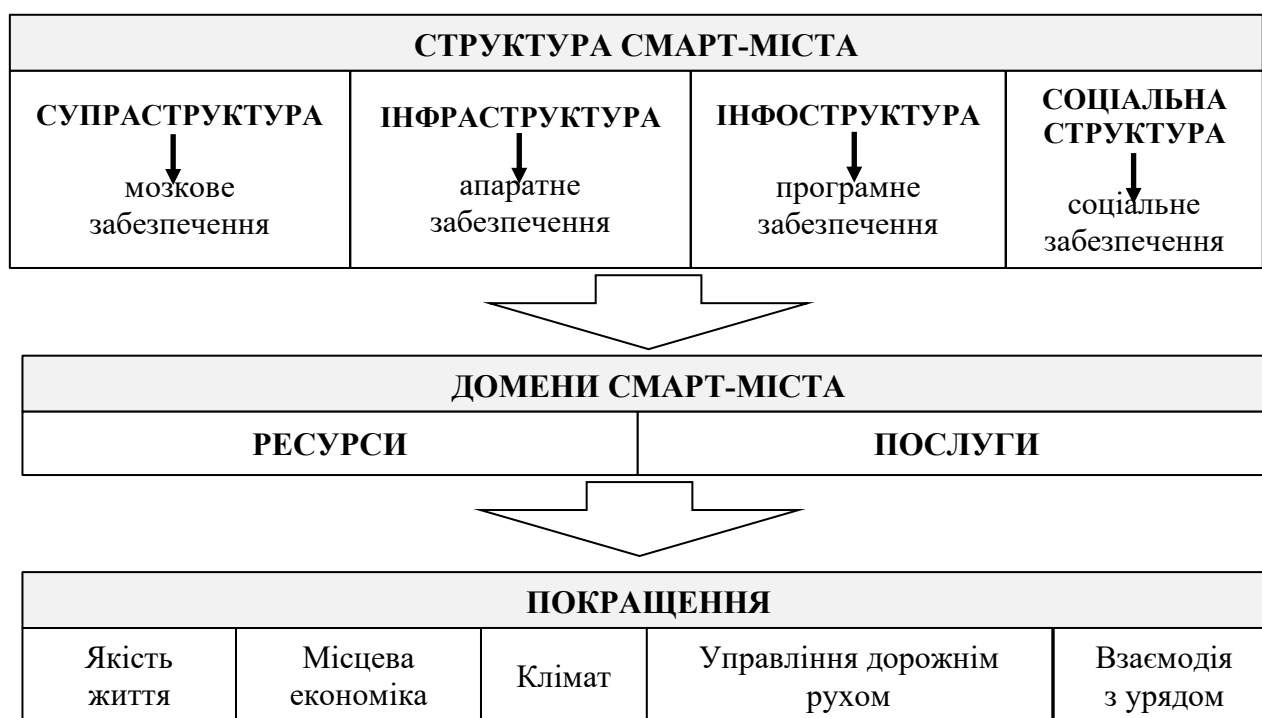 СТРУКТУРА СМАРТ-МІСТА
СУПРАСТРУКТУРА
мозкове
забезпечення
ІНФРАСТРУКТУРА
апаратне
забезпечення
ІНФОСТРУКТУРА
програмне
забезпечення
СОЦІАЛЬНА
СТРУКТУРА
соціальне
забезпечення
ДОМЕНИ СМАРТ-МІСТА
РЕСУРСИ
ПОСЛУГИ
ПОКРАЩЕННЯ
Якість
життя
Місцева
економіка
Клімат
Управління дорожнім
рухом
Взаємодія
з урядом